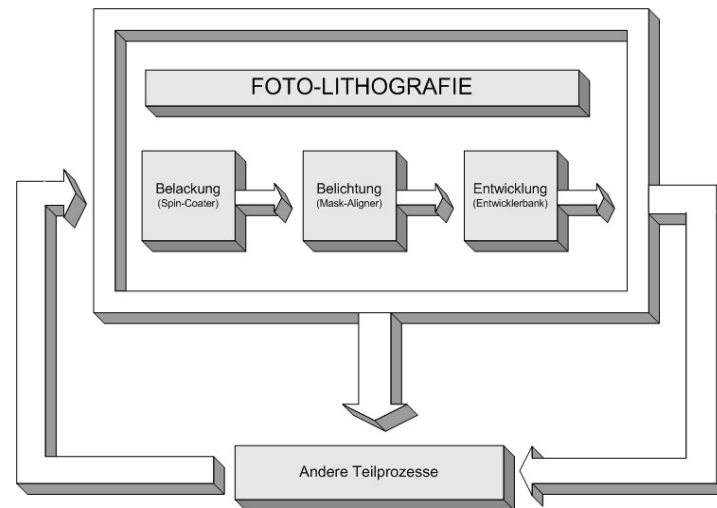 FOTO-LITHOGRAFIE
Belackung
(Spin-Coater)
Belichtung
(Mask-Aligner)
Entwicklung
(Entwicklerbank)
Andere Teilprozesse